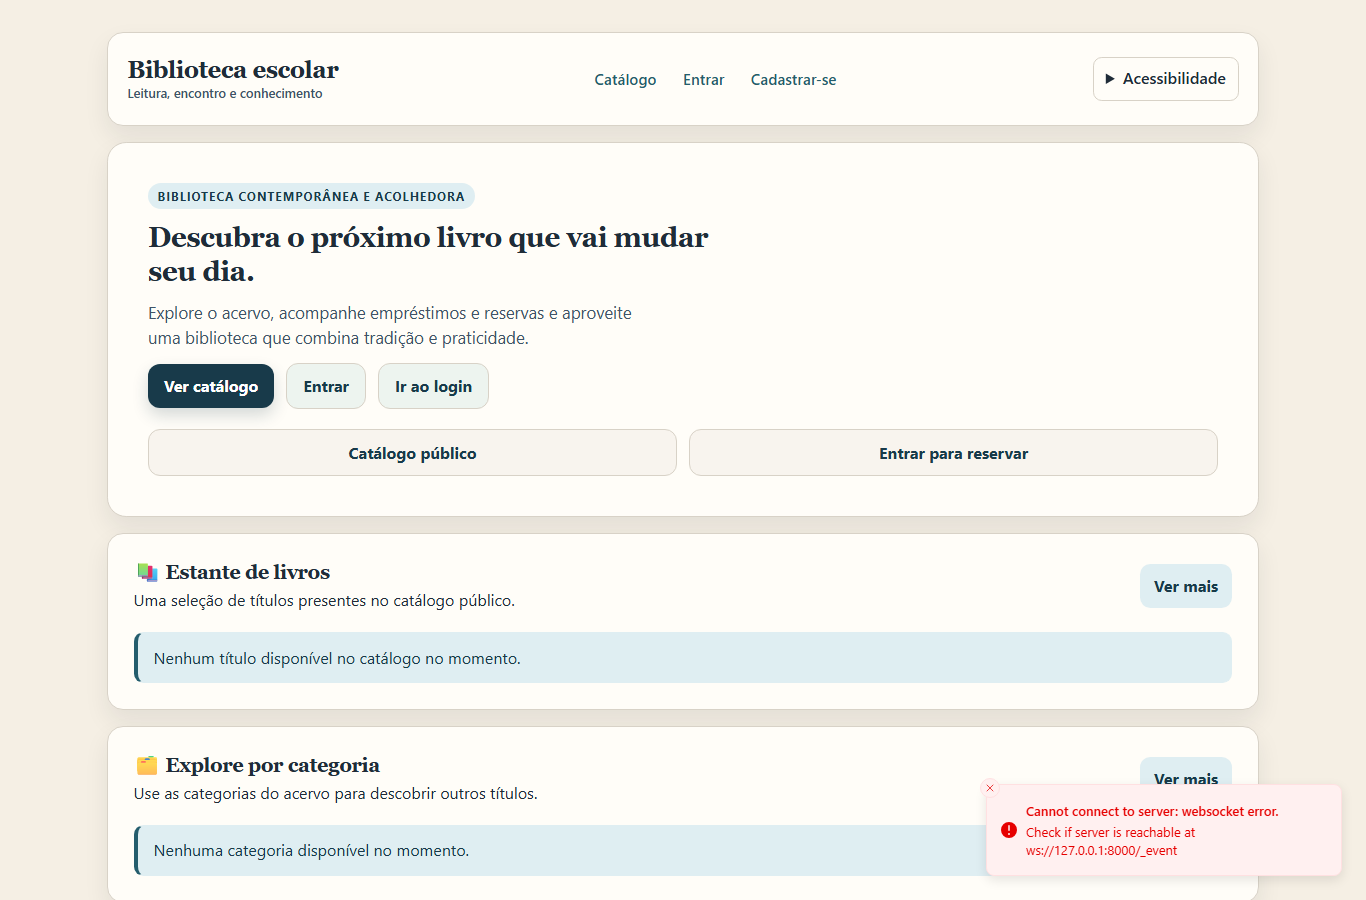 Biblioteca escolar
Leitura, encontro e conhecimento
Catálogo
Entrar
Cadastrar-se
Acessibilidade
BIBLIOTECA CONTEMPORÂNEA E ACOLHEDORA
Descubra o próximo livro que vai mudar
seu dia.
Explore o acervo, acompanhe empréstimos e reservas e aproveite
uma biblioteca que combina tradição e praticidade.
Ver catálogo
Entrar
Ir ao login
Catálogo público
Entrar para reservar
Estante de livros
Uma seleção de títulos presentes no catálogo público.
Ver mais
Nenhum título disponível no catálogo no momento.
Explore por categoria
Use as categorias do acervo para descobrir outros títulos.
Ver mais
Nenhuma categoria disponível no momento.
Cannot connect to server: websocket error.
Check if server is reachable at
ws://127.0.0.1:8000/_event